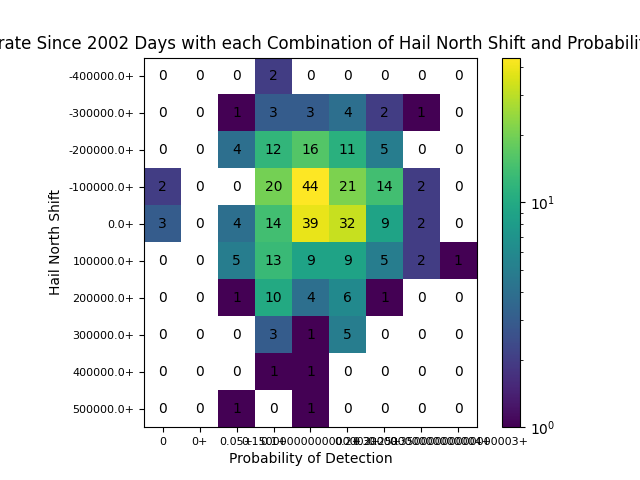 rate Since 2002 Days with each Combination of Hail North Shift and Probabili
-400000.0+ 0 0 0 2 0 0 0 0 0
-300000.0+ 0 0 1 3 3 4 2 1 0
-200000.0+ 0 0 4 12 16 11 5 0 0
-100000.0+ 2 0 0 20 44 21 14 2 0
0.0+ 3 0 4 14 39 32 9 2 0
100000.0+ 0 0 5 13 9 9 5 2 1
200000.0+ 0 0 1 10 4 6 1 0 0
300000.0+ 0 0 0 3 1 5 0 0 0
400000.0+ 0 0 0 1 1 0 0 0 0
500000.0+ 0 0 1 0 1 0 0 0 0
0 0+
Probability of Detection
Hail North Shift
10¹
10⁰